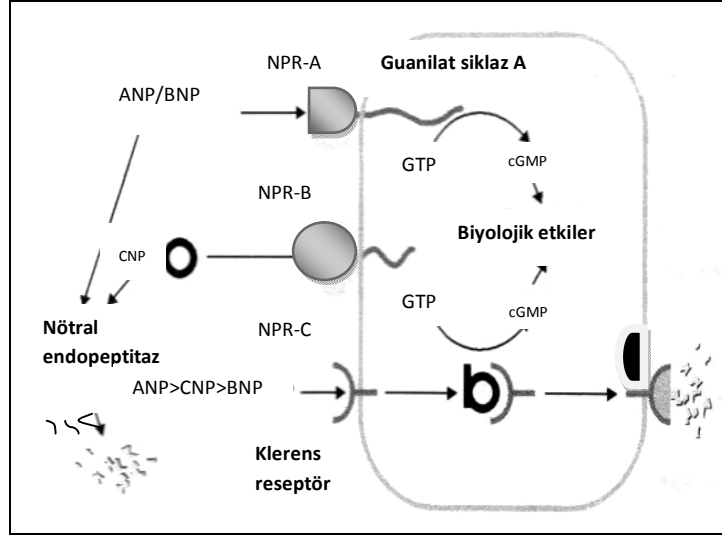 NPR-A
Guanilat siklaz A
ANP/BNP
GTP
cGMP
NPR-B
Biyolojik etkiler
CNP
GTP
cGMP
Nötral
endopeptitaz
NPR-C
ANP>CNP>BNP
b
Klerens
reseptör